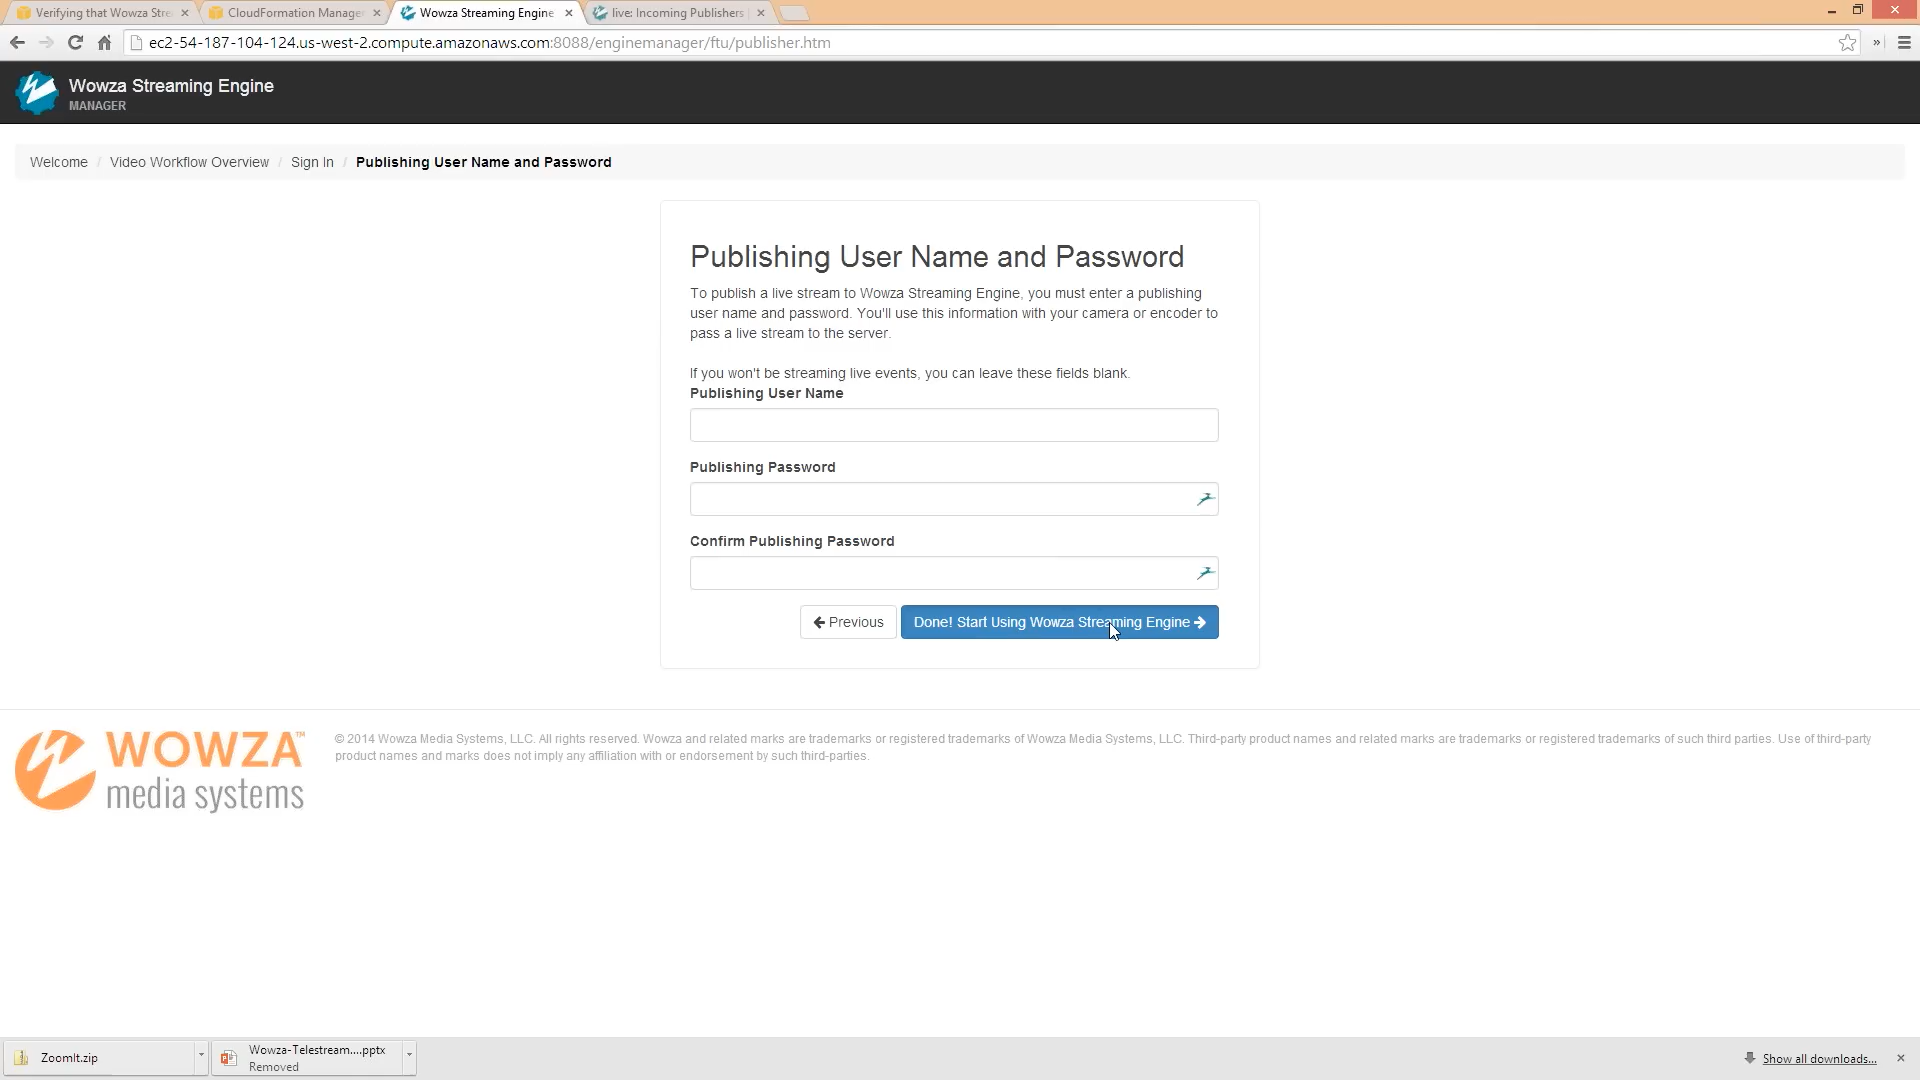 Verifying that Wowza Stre
CloudFormation Manage
Wowza Streaming Engine
live: Incoming Publishers
ec2-54-187-104-124.us-west-2.compute.amazonaws.com:8088/enginemanager/ftu/publisher.htm
Wowza Streaming Engine
MANAGER
Welcome / Video Workflow Overview / Sign In / Publishing User Name and Password
Publishing User Name and Password
To publish a live stream to Wowza Streaming Engine, you must enter a publishing
user name and password. You'll use this information with your camera or encoder to
pass a live stream to the server.
If you won't be streaming live events, you can leave these fields blank.
Publishing User Name
Publishing Password
Confirm Publishing Password
Previous
Done! Start Using Wowza Streaming Engine
WOWZA™
media systems
© 2014 Wowza Media Systems, LLC. All rights reserved. Wowza and related marks are trademarks or registered trademarks of Wowza Media Systems, LLC. Third-party product names and related marks are trademarks or registered trademarks of such third parties. Use of third-party
product names and marks does not imply any affiliation with or endorsement by such third-parties.
ZoomIt.zip
Wowza-Telestream....pptx
Removed
Show all downloads...